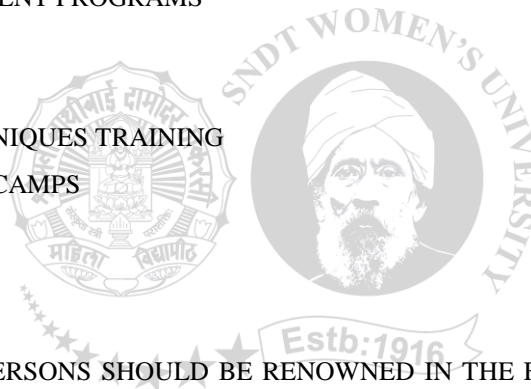 ENT PROGRAMS
SNDT WOMEN'S UNIVERSITY
NIQUES TRAINING
CAMPS
महिला विद्यापीठ
Estb:1916
ERSONS SHOULD BE RENOWNED IN THE